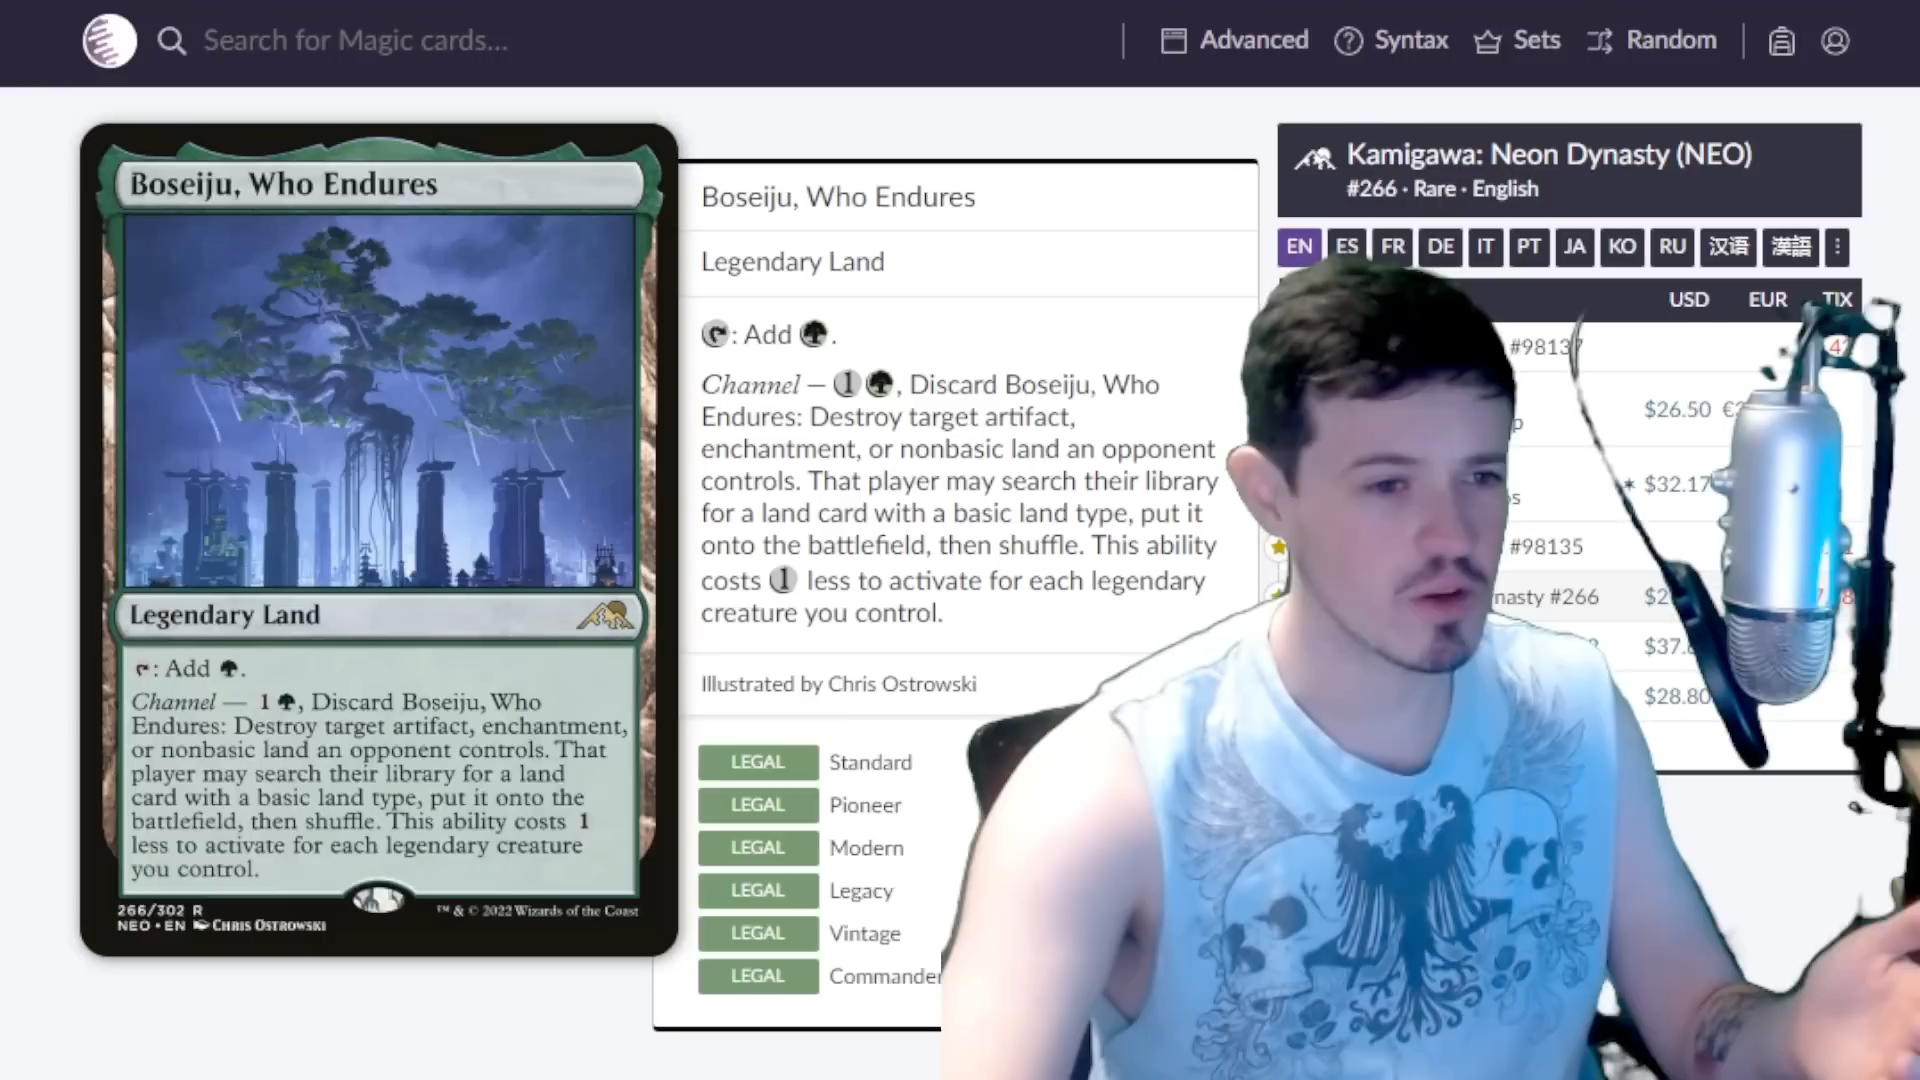 Search for Magic cards...
Advanced
Syntax
Sets
Random
Boseiju, Who Endures
Legendary Land
: Add .
Channel — 1 , Discard Boseiju, Who
Endures: Destroy target artifact, enchantment,
or nonbasic land an opponent controls. That
player may search their library for a land
card with a basic land type, put it onto the
battlefield, then shuffle. This ability costs 1
less to activate for each legendary creature
you control.
266/302 R
NEO • EN Chris Ostrowski
™ & © 2022 Wizards of the Coast
Boseiju, Who Endures
Legendary Land
: Add .
Channel — 1 , Discard Boseiju, Who
Endures: Destroy target artifact,
enchantment, or nonbasic land an opponent
controls. That player may search their library
for a land card with a basic land type, put it
onto the battlefield, then shuffle. This ability
costs 1 less to activate for each legendary
creature you control.
Illustrated by Chris Ostrowski
LEGAL Standard
LEGAL Pioneer
LEGAL Modern
LEGAL Legacy
LEGAL Vintage
LEGAL Commander
Kamigawa: Neon Dynasty (NEO)
#266 · Rare · English
EN ES FR DE IT PT JA KO RU 汉语 漢語
USD EUR TIX
$26.50
$32.17
#98135
#266
$28.80